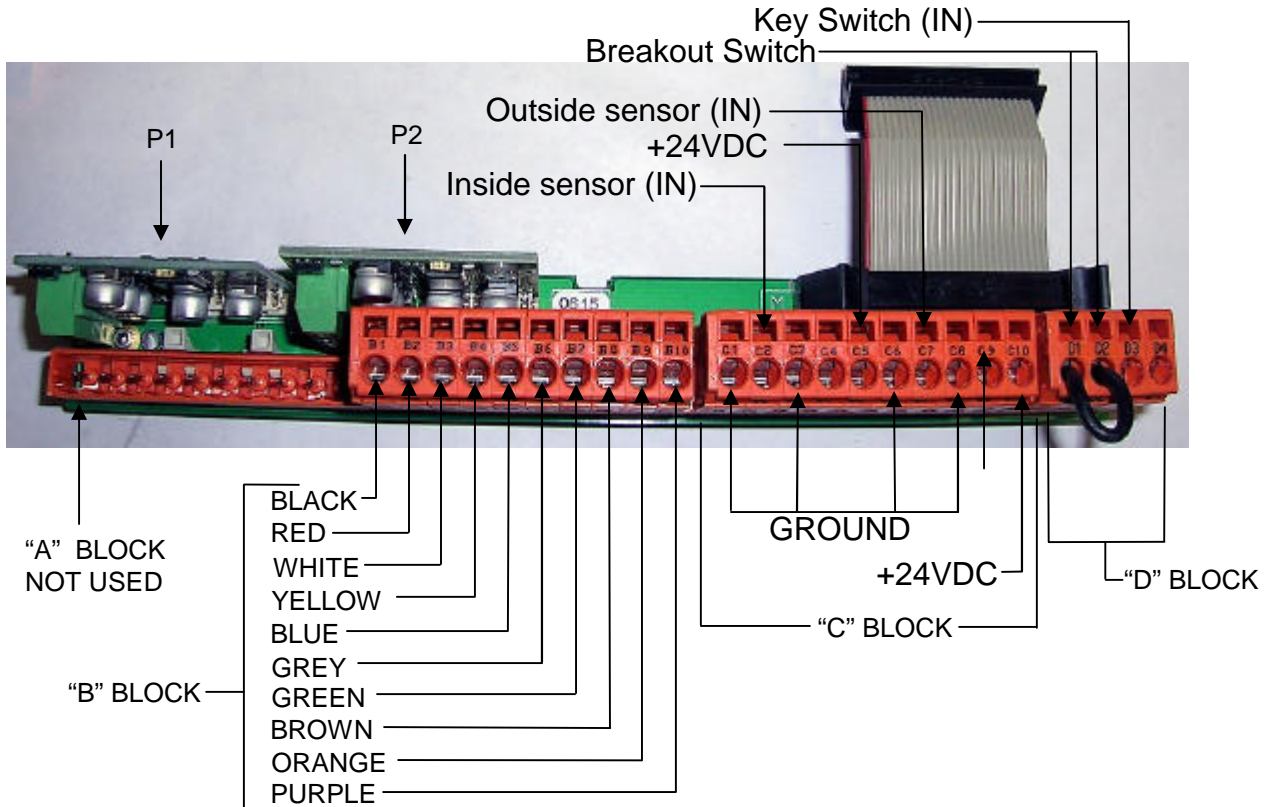 Key Switch (IN)
Breakout Switch
Outside sensor (IN)
+24VDC
Inside sensor (IN)
P1
P2
0615
B1 B2 B3 B4 B5 B6 B7 B8 B9 B10
C1 C2 C3 C4 C5 C6 C7 C8 C9 C10
D1 D2 D3 D4
BLACK
RED
WHITE
YELLOW
BLUE
GREY
GREEN
BROWN
ORANGE
PURPLE
"A" BLOCK
NOT USED
"B" BLOCK
GROUND
+24VDC
"C" BLOCK
"D" BLOCK